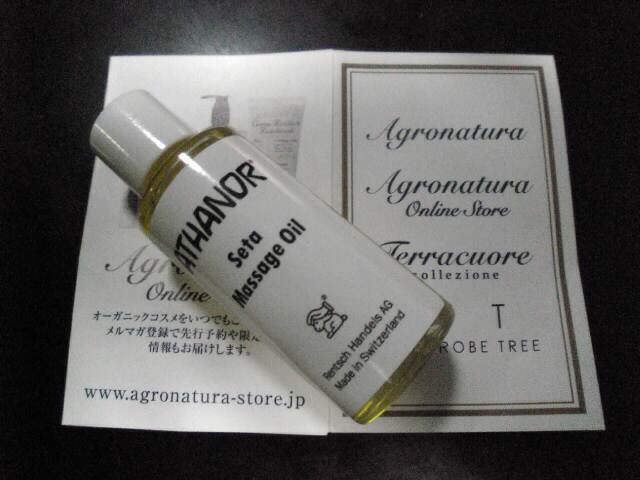 ATHANOR
Seta
Massage Oil
Rentsch Handels AG
Made in Switzerland
Agronatura
Agronatura
Online Store
Terracuore
collezione
T
ROBE TREE
Online
オーガニックコスメをいつでも
メルマガ登録で先行予約や限
情報もお届けします。
www.agronatura-store.jp